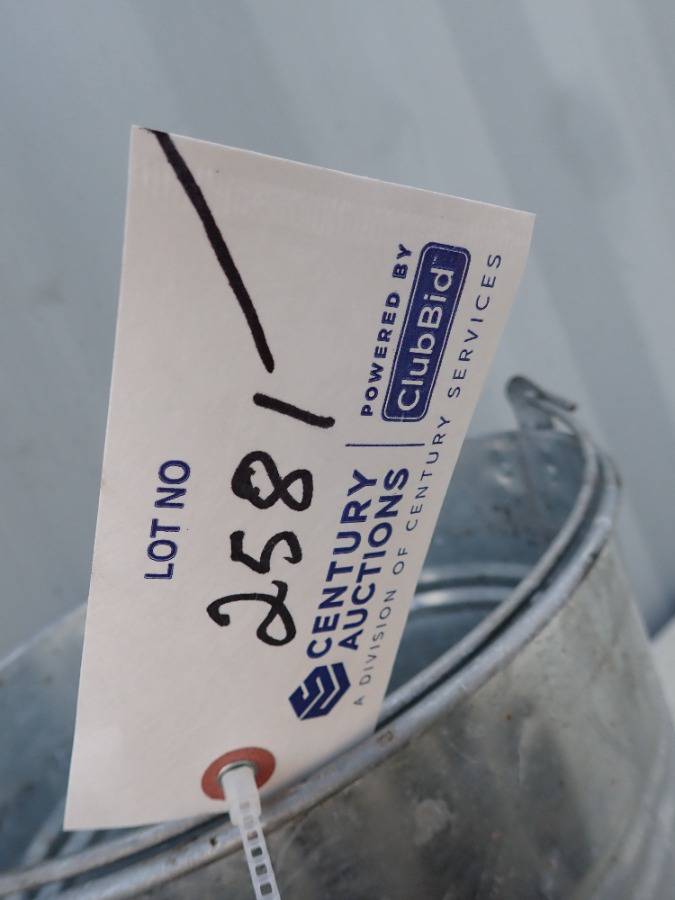 LOT NO
2581
CENTURY AUCTIONS
POWERED BY
ClubBid
A DIVISION OF CENTURY SERVICES